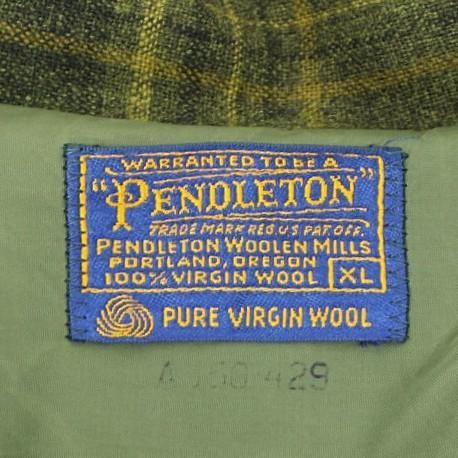 WARRANTED TO BE A
"PENDLETON"
TRADE MARK REG. U.S. PAT. OFF.
PENDLETON WOOLEN MILLS
PORTLAND, OREGON
100% VIRGIN WOOL XL
PURE VIRGIN WOOL
429